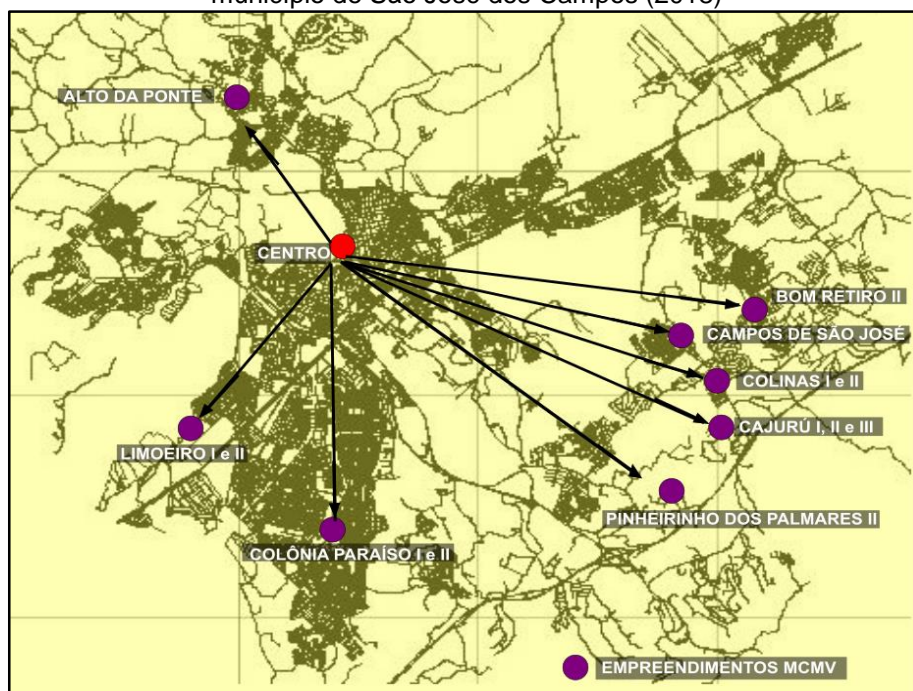 município de São José dos Campos (2018)
ALTO DA PONTE
CENTRO
BOM RETIRO II
CAMPOS DE SÃO JOSÉ
COLINAS I e II
CAJURÚ I, II e III
LIMOEIRO I e II
PINHEIRINHO DOS PALMARES II
COLÔNIA PARAÍSO I e II
EMPREENDIMENTOS MCMV